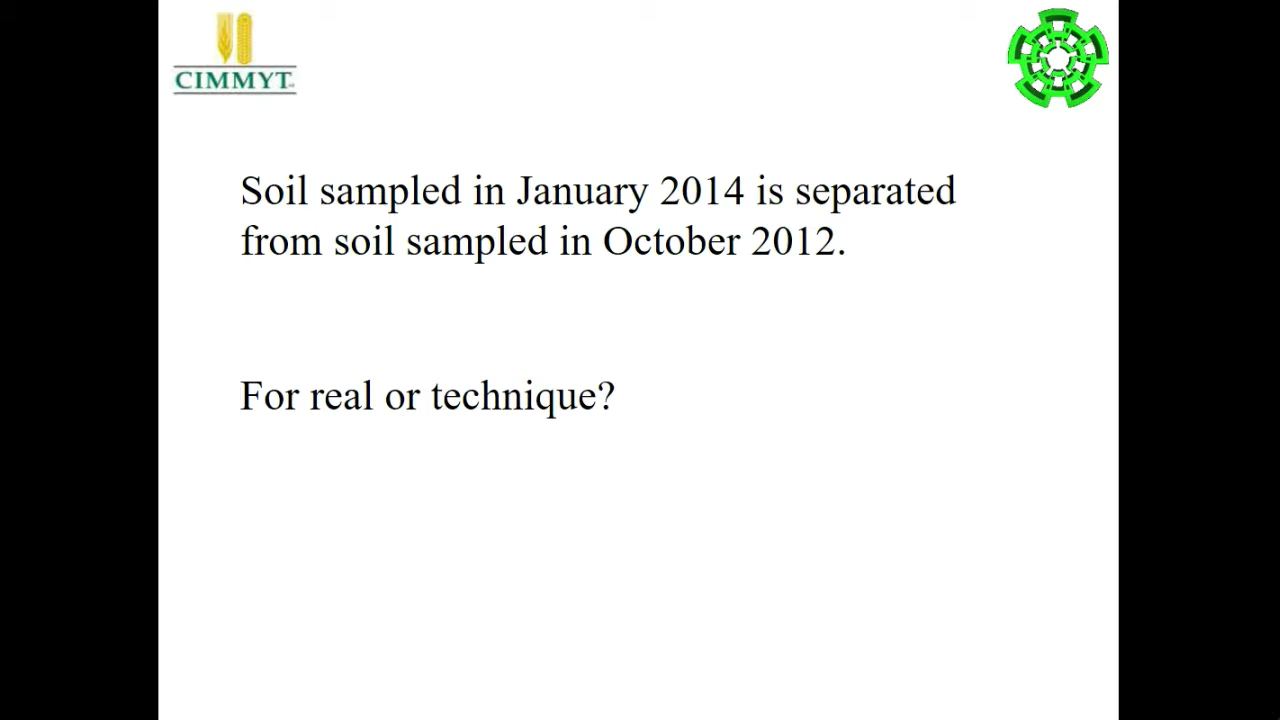 CIMMYT
Soil sampled in January 2014 is separated
from soil sampled in October 2012.
For real or technique?